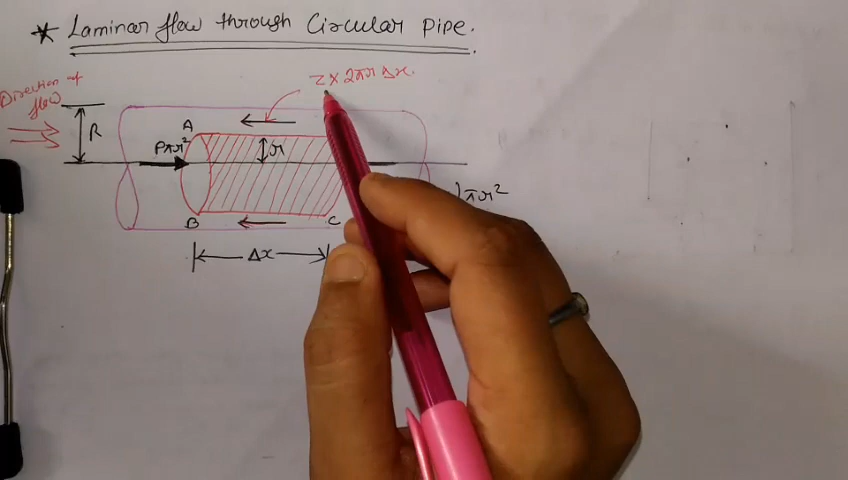 * Laminar flow through Circular pipe.
Direction of
flow
τ × 2πr Δx.
R
A
Pπr²
r
B
C
πr²
Δx